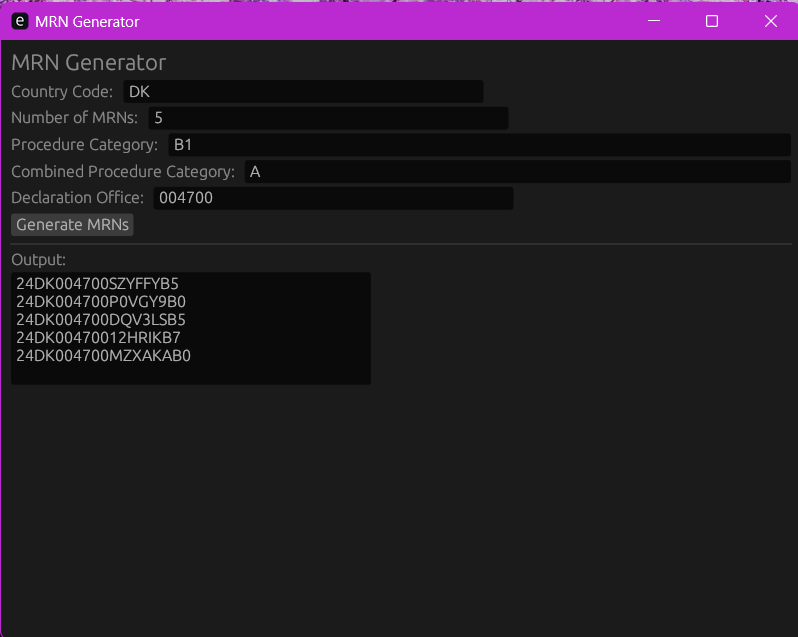 e MRN Generator
MRN Generator
Country Code: DK
Number of MRNs: 5
Procedure Category: B1
Combined Procedure Category: A
Declaration Office: 004700
Generate MRNs
Output:
24DK004700SZYFFYB5
24DK004700P0VGY9B0
24DK004700DQV3LSB5
24DK00470012HRIKB7
24DK004700MZXAKAB0